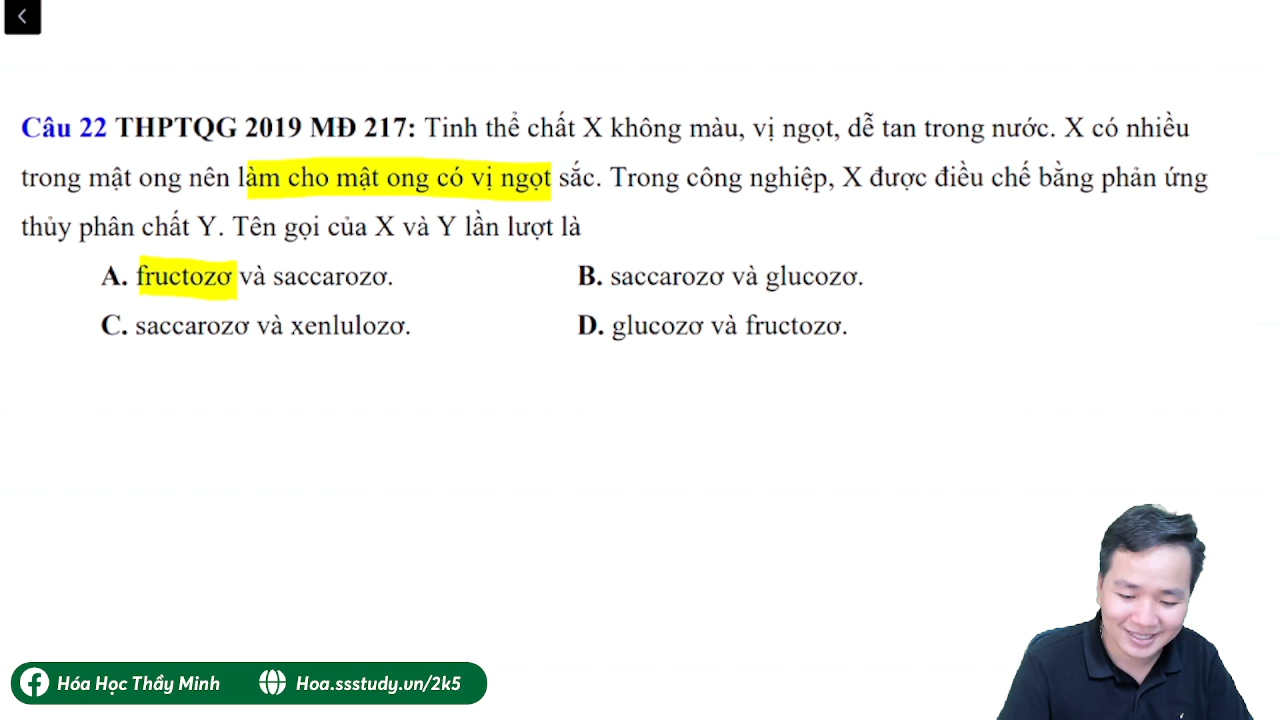 Câu 22 THPTQG 2019 MĐ 217: Tinh thể chất X không màu, vị ngọt, dễ tan trong nước. X có nhiều
trong mật ong nên làm cho mật ong có vị ngọt sắc. Trong công nghiệp, X được điều chế bằng phản ứng
thủy phân chất Y. Tên gọi của X và Y lần lượt là
A. fructozơ và saccarozơ. B. saccarozơ và glucozơ.
C. saccarozơ và xenlulozơ. D. glucozơ và fructozơ.
Hóa Học Thầy Minh Hoa.ssstudy.vn/2k5